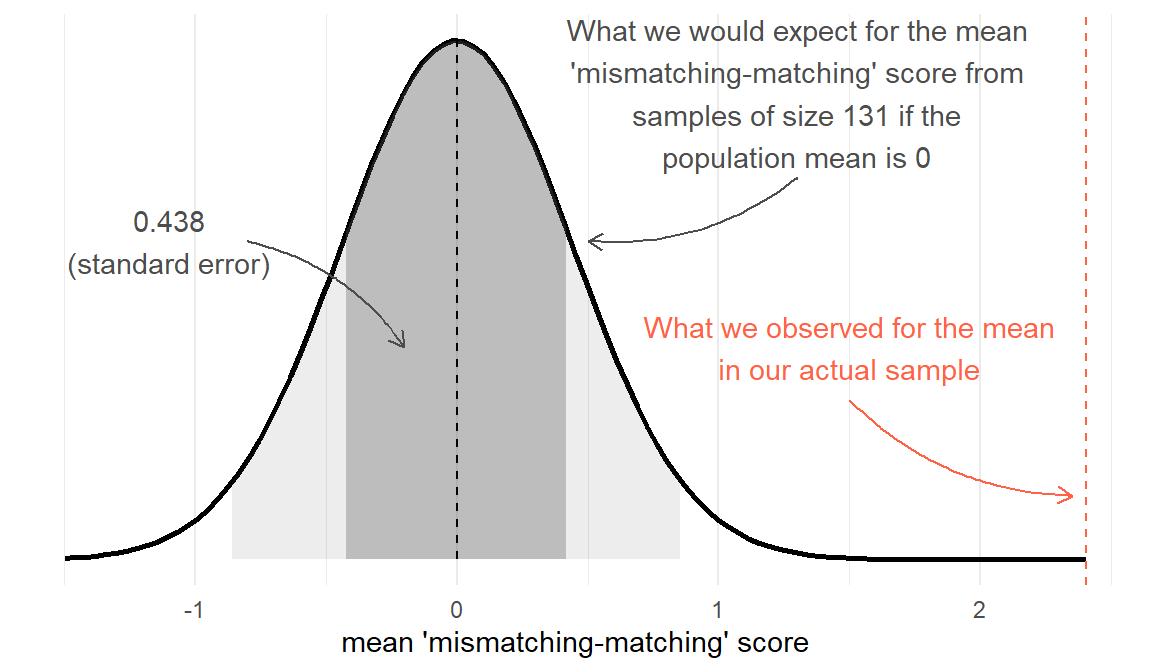 What we would expect for the mean
'mismatching-matching' score from
samples of size 131 if the
population mean is 0
0.438
(standard error)
What we observed for the mean
in our actual sample
-1
0
1
2
mean 'mismatching-matching' score